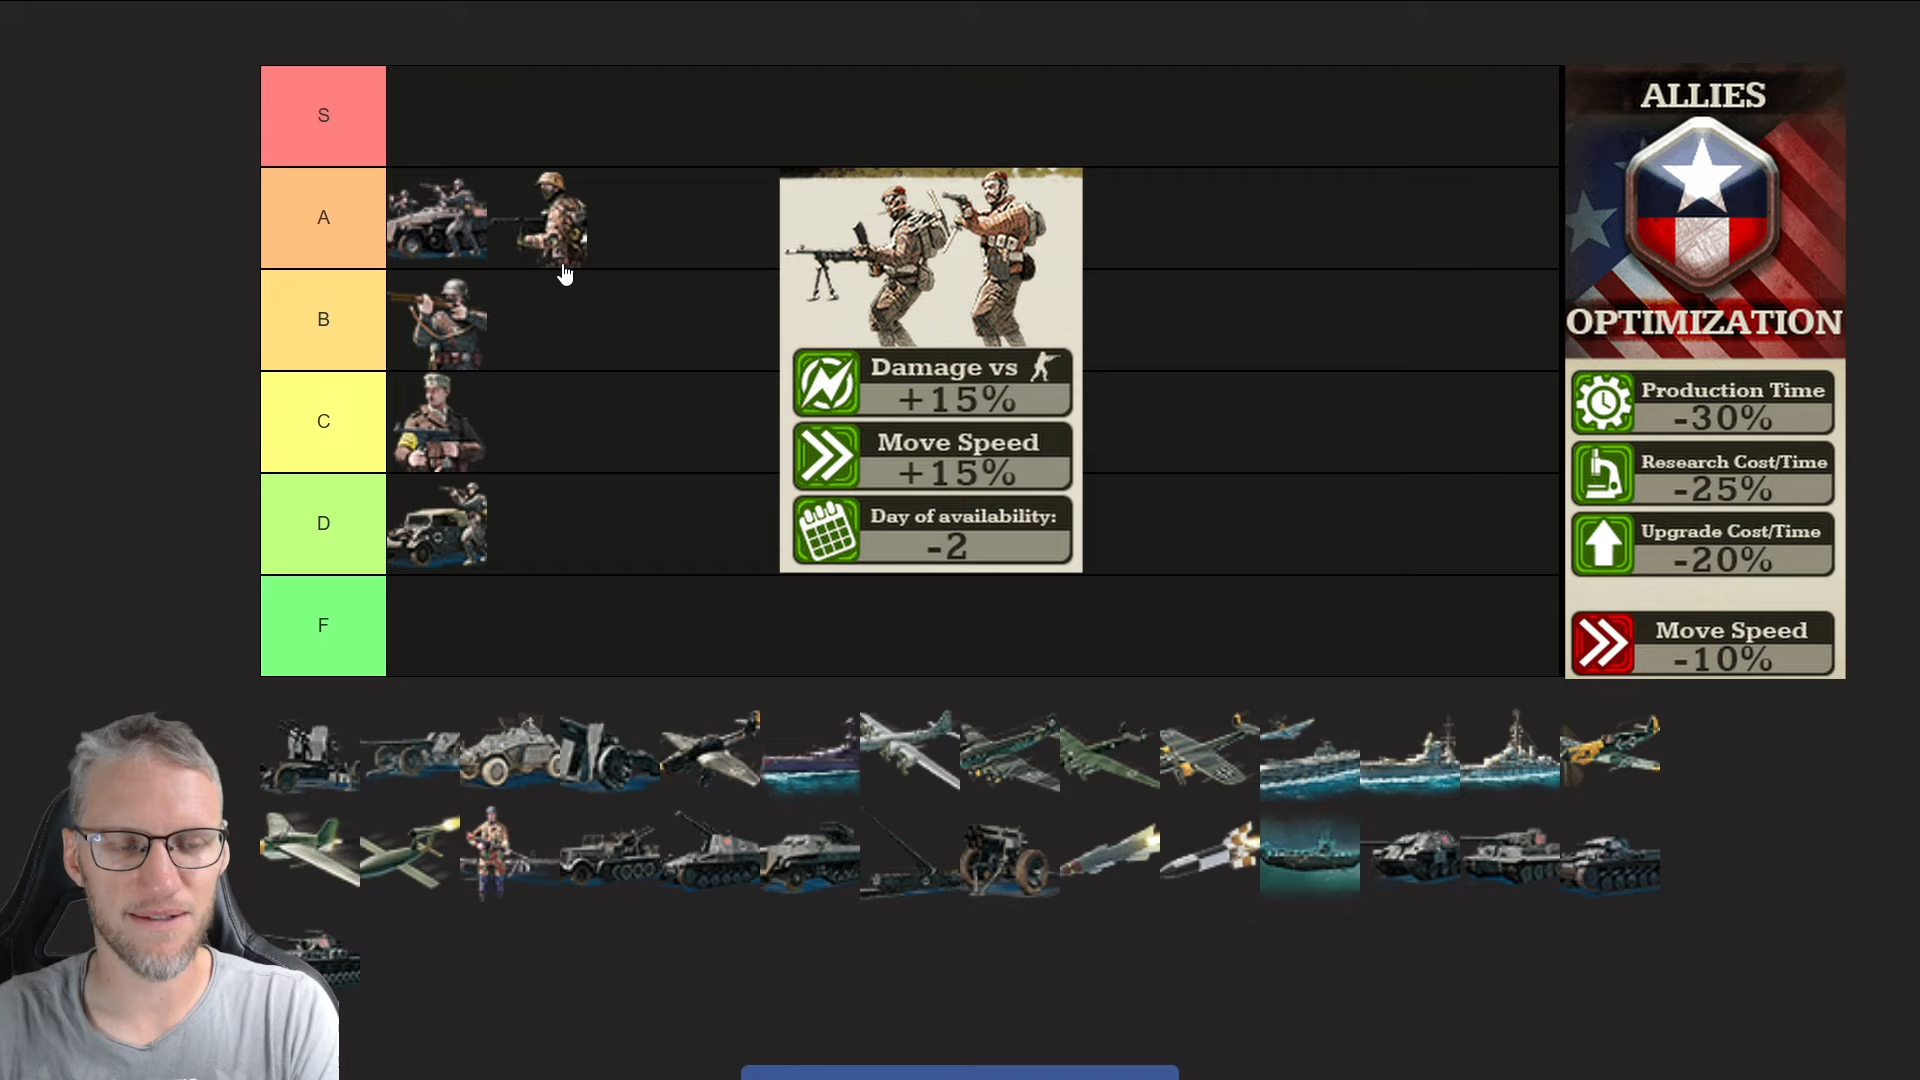 S
A
B
C
D
F
Damage vs
+15%
Move Speed
+15%
Day of availability:
-2
ALLIES
OPTIMIZATION
Production Time
-30%
Research Cost/Time
-25%
Upgrade Cost/Time
-20%
Move Speed
-10%